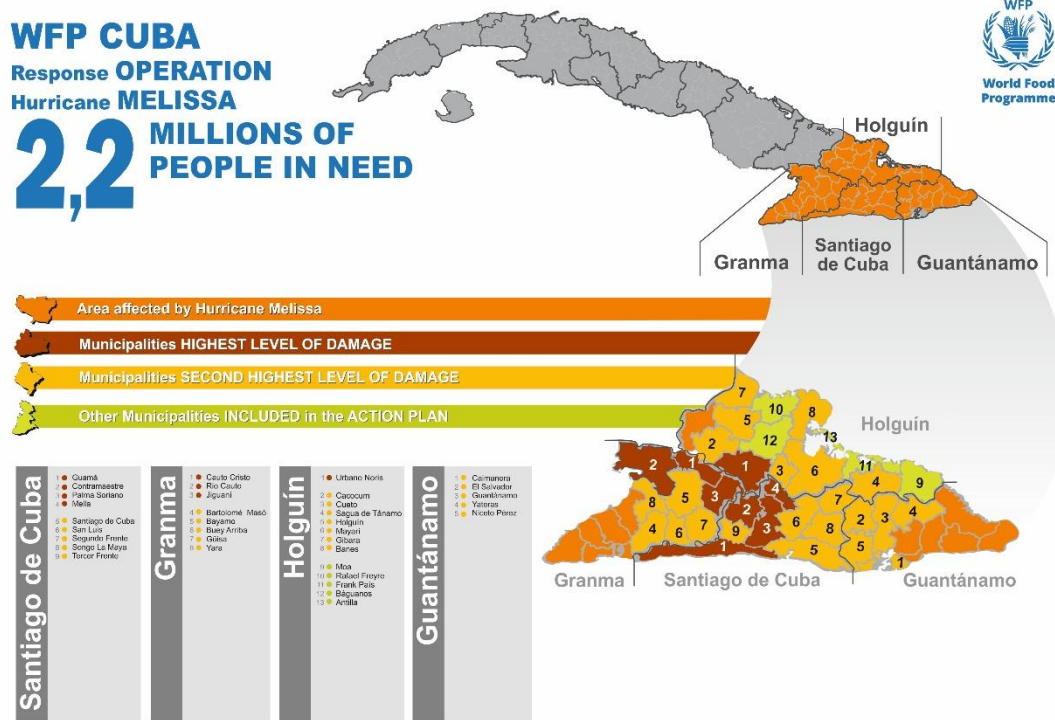 WFP CUBA
Response OPERATION
Hurricane MELISSA
2,2 MILLIONS OF
PEOPLE IN NEED
WFP
World Food
Programme
Holguín
Granma
Santiago
de Cuba
Guantánamo
Area affected by Hurricane Melissa
Municipalities HIGHEST LEVEL OF DAMAGE
Municipalities SECOND HIGHEST LEVEL OF DAMAGE
Other Municipalities INCLUDED in the ACTION PLAN
7
10
8
5
13
Holguín
2
12
2
1
1
3
6
11
4
9
8
5
3
4
7
2
3
4
2
4
6
7
9
3
6
8
5
5
1
1
Granma
Santiago de Cuba
Guantánamo
Santiago de Cuba
1 Guamá
2 Contramaestre
3 Palma Soriano
4 Mella
5 Santiago de Cuba
6 San Luis
7 Segundo Frente
8 Songo La Maya
9 Tercer Frente
Granma
1 Cauto Cristo
2 Río Cauto
3 Jiguaní
4 Bartolomé Masó
5 Bayamo
6 Buey Arriba
7 Güisa
8 Yara
Holguín
1 Urbano Noris
2 Cacocum
3 Cueto
4 Sagua de Tánamo
5 Holguín
6 Mayarí
7 Gibara
8 Banes
9 Moa
10 Rafael Freyre
11 Frank País
12 Báguanos
13 Antilla
Guantánamo
1 Caimanera
2 El Salvador
3 Guantánamo
4 Yateras
5 Niceto Pérez